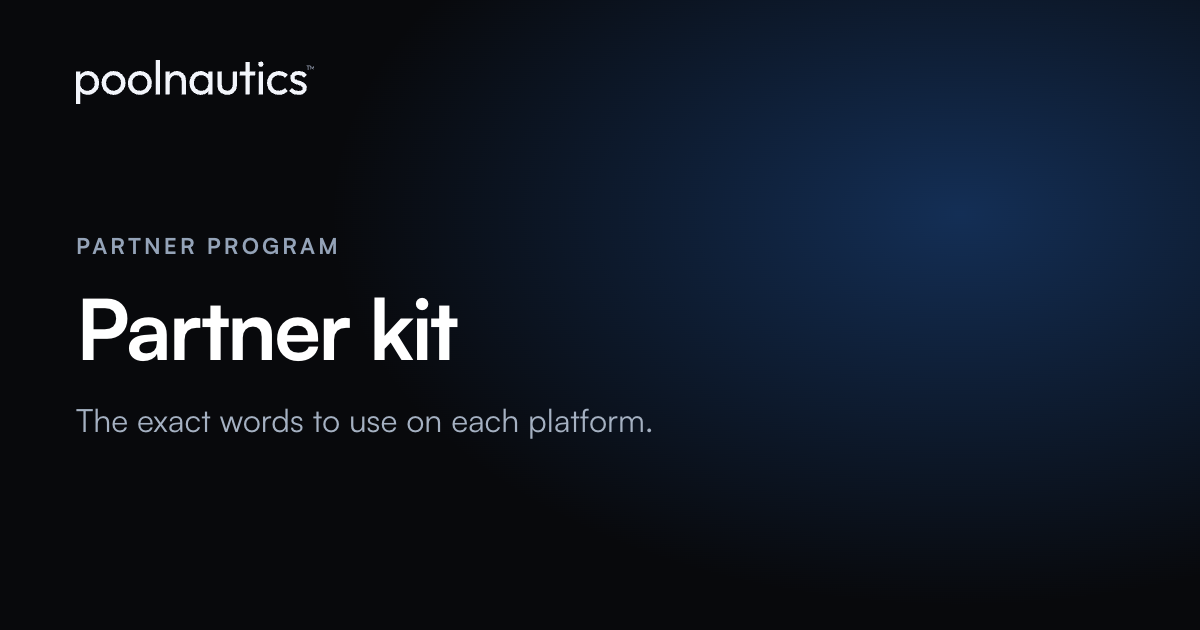 poolnautics™
PARTNER PROGRAM
Partner kit
The exact words to use on each platform.